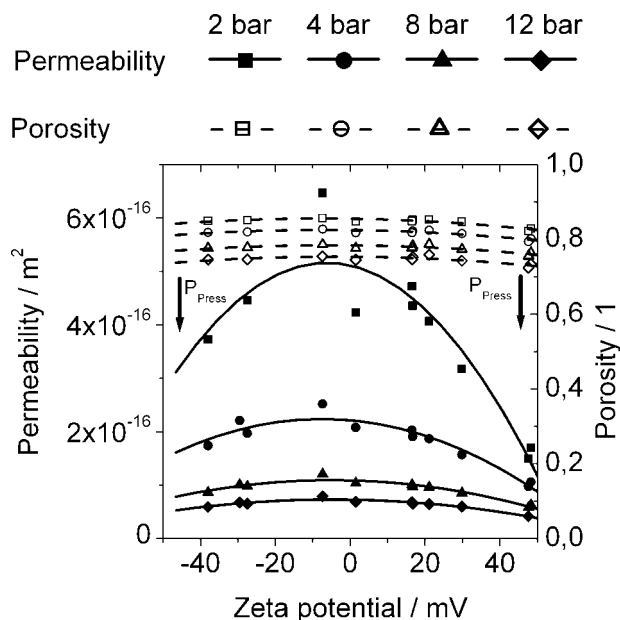 2 bar 4 bar 8 bar 12 bar
Permeability
Porosity
Permeability / m²
6x10⁻¹⁶
4x10⁻¹⁶
2x10⁻¹⁶
0
1,0
0,8
0,6
0,4
0,2
0,0
Porosity / 1
P_Press
P_Press
-40 -20 0 20 40
Zeta potential / mV